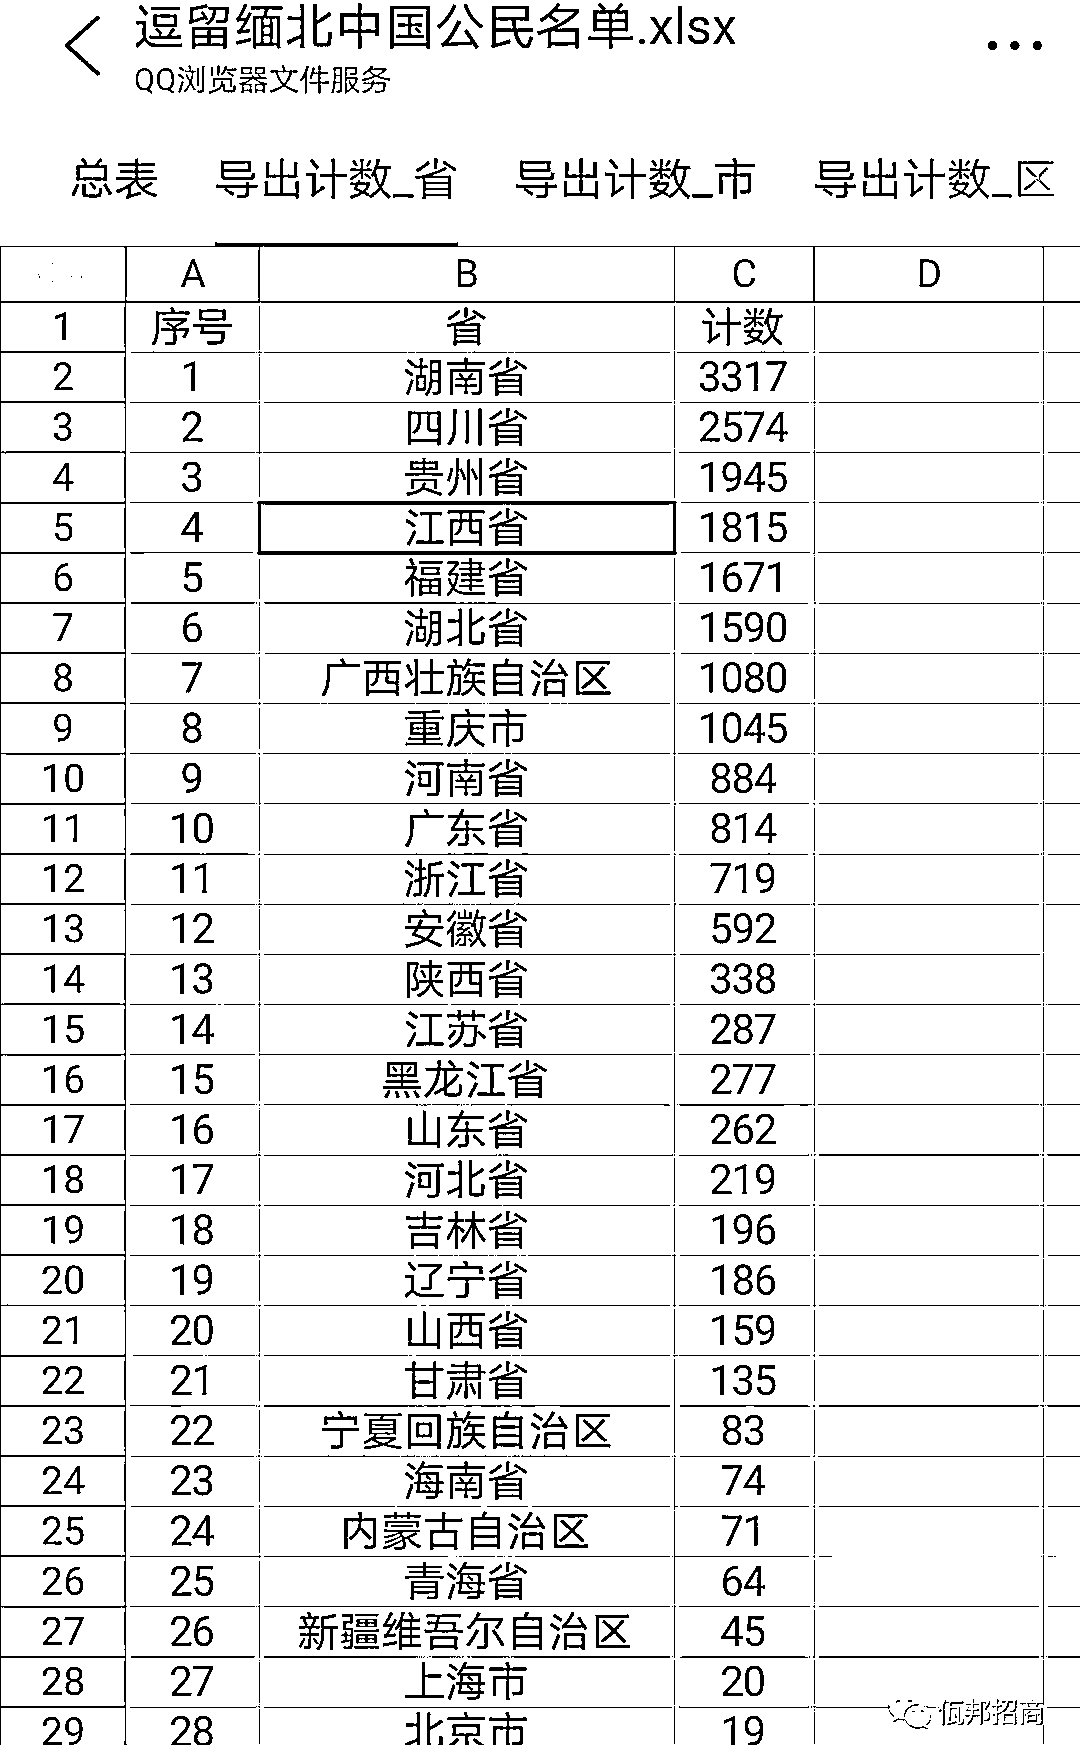 逗留缅北中国公民名单.xlsx
QQ浏览器文件服务
总表 导出计数_省 导出计数_市 导出计数_区
A B C D
1 序号 省 计数
2 1 湖南省 3317
3 2 四川省 2574
4 3 贵州省 1945
5 4 江西省 1815
6 5 福建省 1671
7 6 湖北省 1590
8 7 广西壮族自治区 1080
9 8 重庆市 1045
10 9 河南省 884
11 10 广东省 814
12 11 浙江省 719
13 12 安徽省 592
14 13 陕西省 338
15 14 江苏省 287
16 15 黑龙江省 277
17 16 山东省 262
18 17 河北省 219
19 18 吉林省 196
20 19 辽宁省 186
21 20 山西省 159
22 21 甘肃省 135
23 22 宁夏回族自治区 83
24 23 海南省 74
25 24 内蒙古自治区 71
26 25 青海省 64
27 26 新疆维吾尔自治区 45
28 27 上海市 20
29 28 北京市 19
佤邦招商